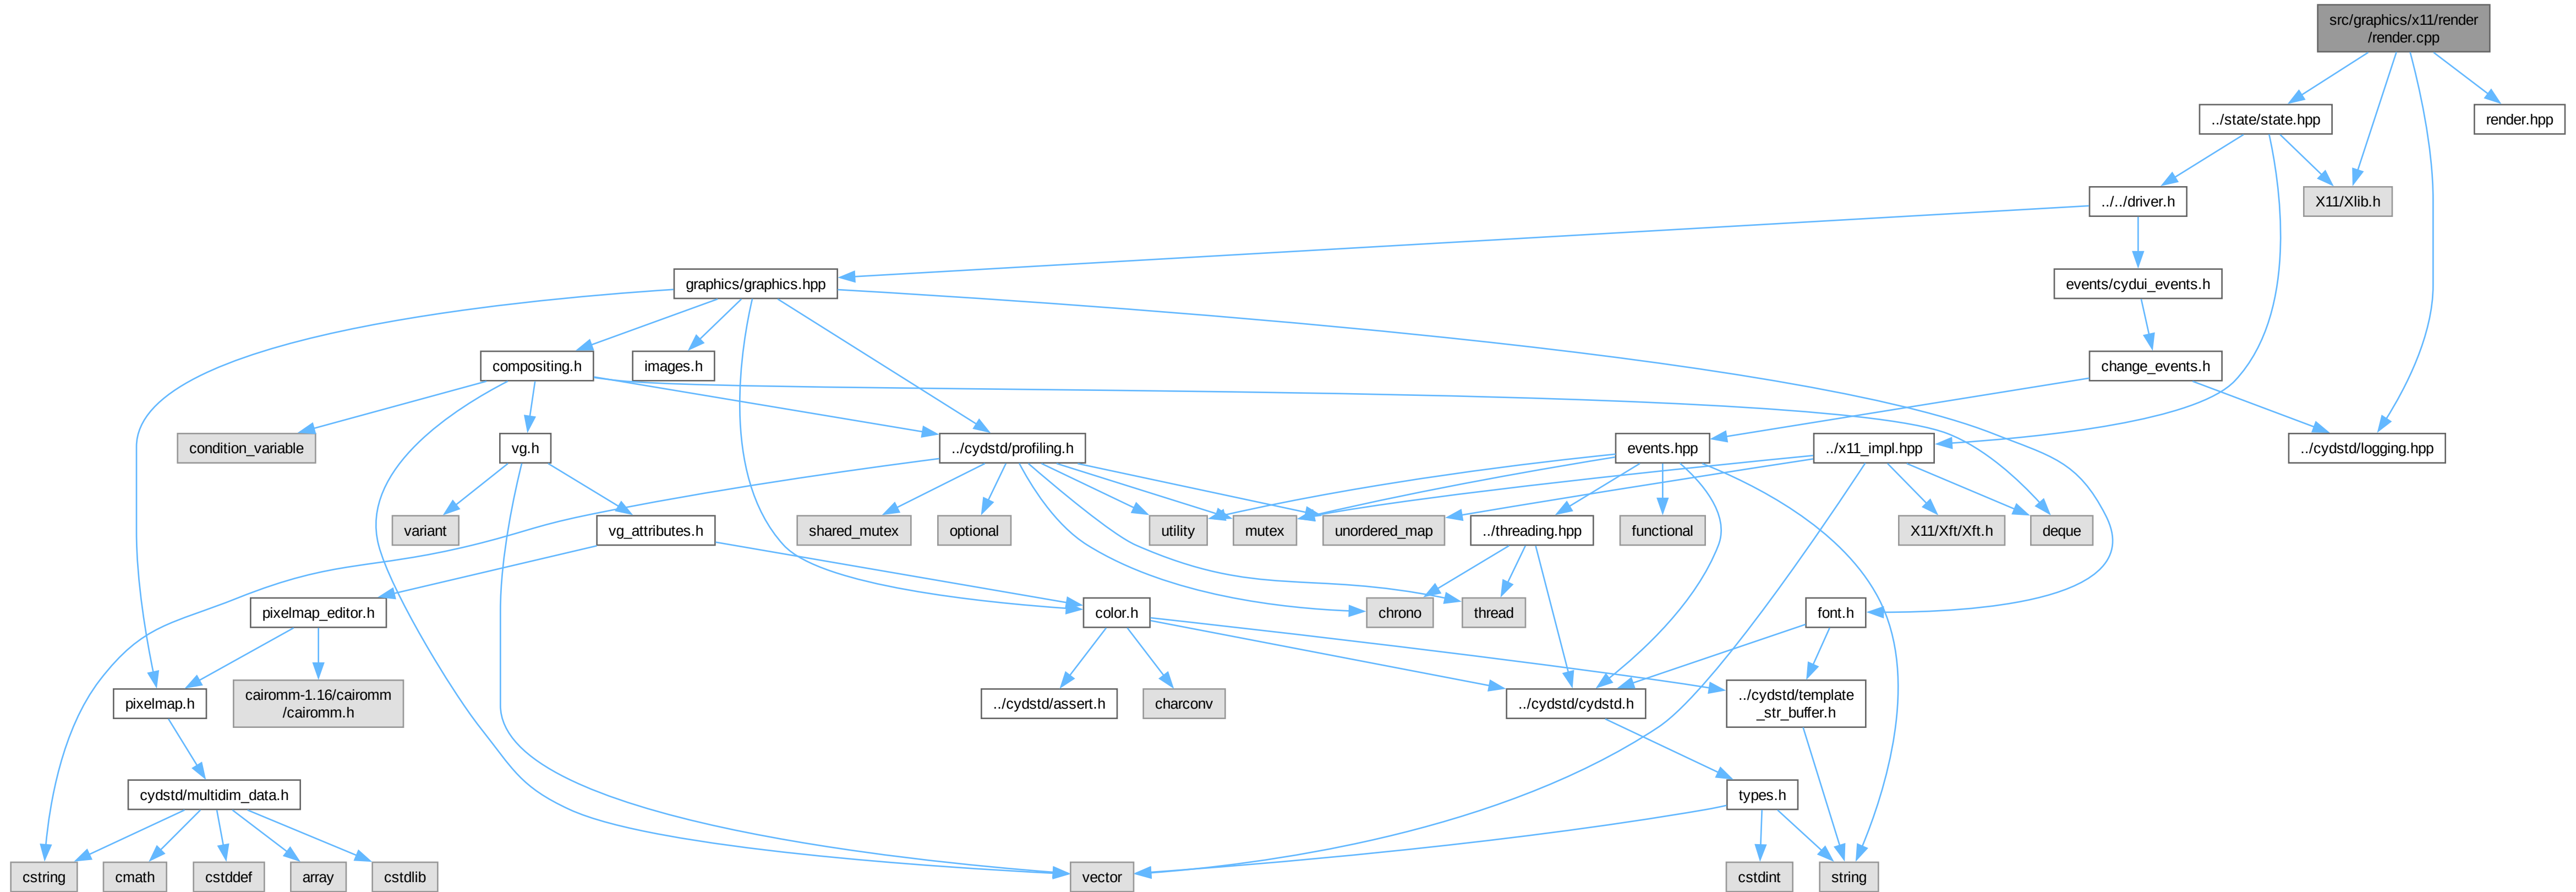 src/graphics/x11/render
/render.cpp
../state/state.hpp
render.hpp
../../driver.h
X11/Xlib.h
graphics/graphics.hpp
events/cydui_events.h
compositing.h
images.h
change_events.h
condition_variable
vg.h
../cydstd/profiling.h
events.hpp
../x11_impl.hpp
../cydstd/logging.hpp
variant
vg_attributes.h
shared_mutex
optional
utility
mutex
unordered_map
../threading.hpp
functional
X11/Xft/Xft.h
deque
pixelmap_editor.h
color.h
chrono
thread
font.h
pixelmap.h
cairomm-1.16/cairomm
/cairomm.h
../cydstd/assert.h
charconv
../cydstd/cydstd.h
../cydstd/template
_str_buffer.h
cydstd/multidim_data.h
types.h
cstring
cmath
cstddef
array
cstdlib
vector
cstdint
string